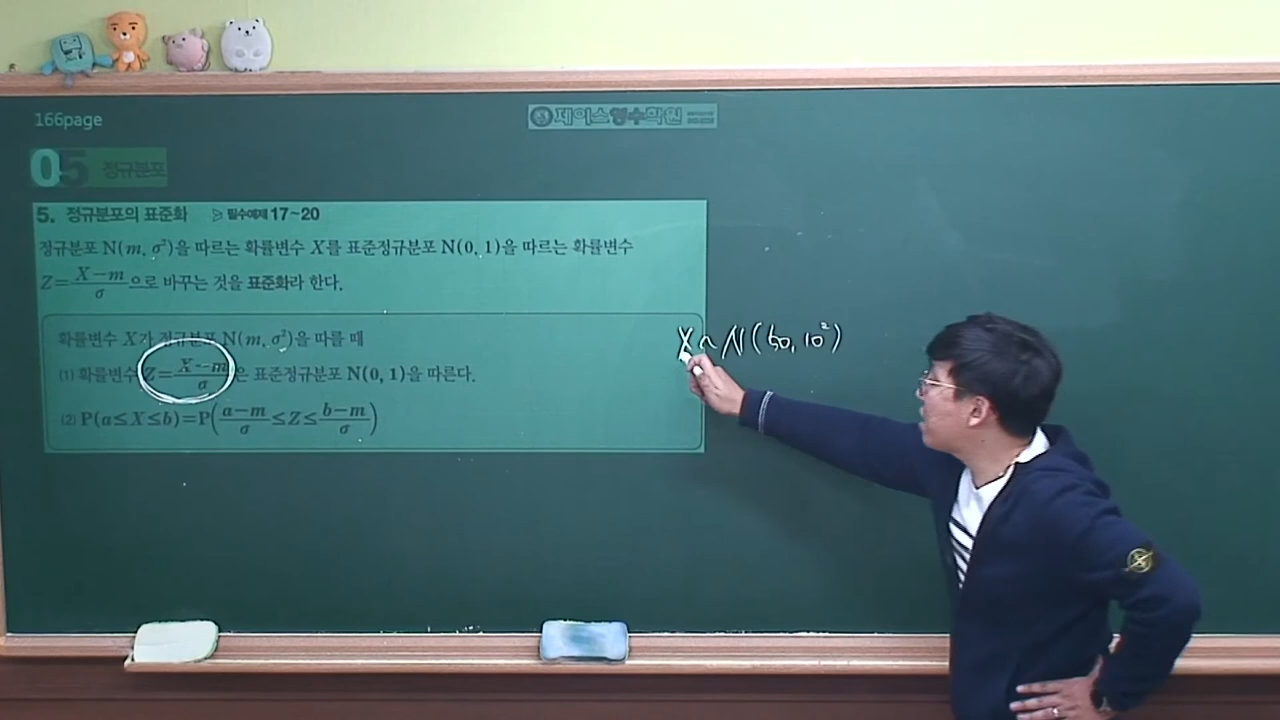 166page
제이스영수학원
05 정규분포
5. 정규분포의 표준화 ▷ 필수예제 17~20
정규분포 N(m, σ²)을 따르는 확률변수 X를 표준정규분포 N(0, 1)을 따르는 확률변수
Z=\frac{X-m}{σ}으로 바꾸는 것을 표준화라 한다.
확률변수 X가 정규분포 N(m, σ²)을 따를 때
(1) 확률변수 Z=\frac{X-m}{σ}은 표준정규분포 N(0, 1)을 따른다.
(2) P(a≤X≤b)=P(\frac{a-m}{σ}≤Z≤\frac{b-m}{σ})
X~N(50, 10²)